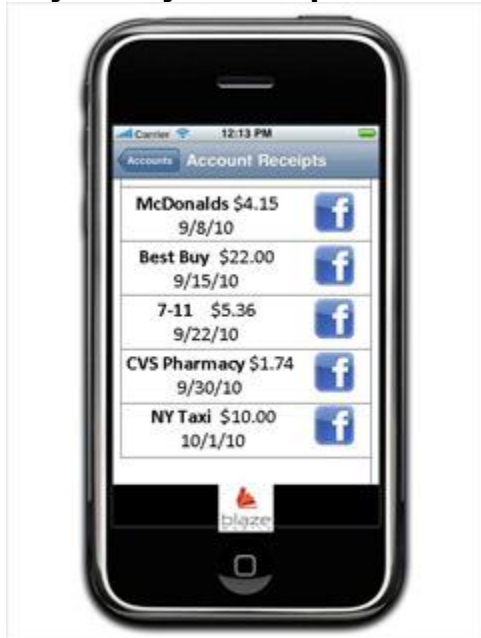 Carrier 12:13 PM
Accounts Account Receipts
McDonalds $4.15
9/8/10
Best Buy $22.00
9/15/10
7-11 $5.36
9/22/10
CVS Pharmacy $1.74
9/30/10
NY Taxi $10.00
10/1/10
blaze